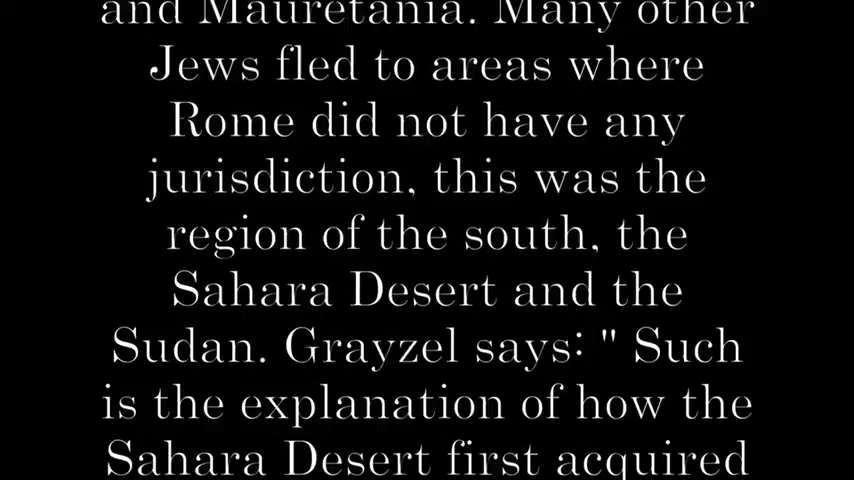 and Mauretania. Many other
Jews fled to areas where
Rome did not have any
jurisdiction, this was the
region of the south, the
Sahara Desert and the
Sudan. Grayzel says: " Such
is the explanation of how the
Sahara Desert first acquired